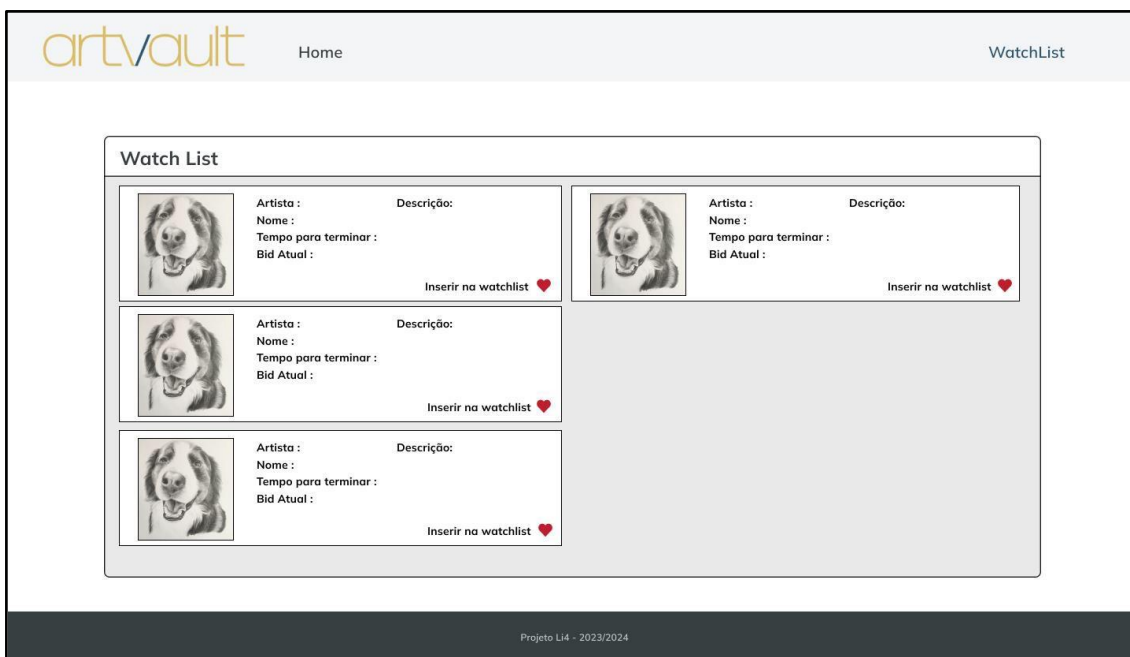 artvault
Home
WatchList
Watch List
Artista :
Descrição:
Nome :
Tempo para terminar :
Bid Atual :
Inserir na watchlist
Artista :
Descrição:
Nome :
Tempo para terminar :
Bid Atual :
Inserir na watchlist
Artista :
Descrição:
Nome :
Tempo para terminar :
Bid Atual :
Inserir na watchlist
Artista :
Descrição:
Nome :
Tempo para terminar :
Bid Atual :
Inserir na watchlist
Projeto Li4 - 2023/2024